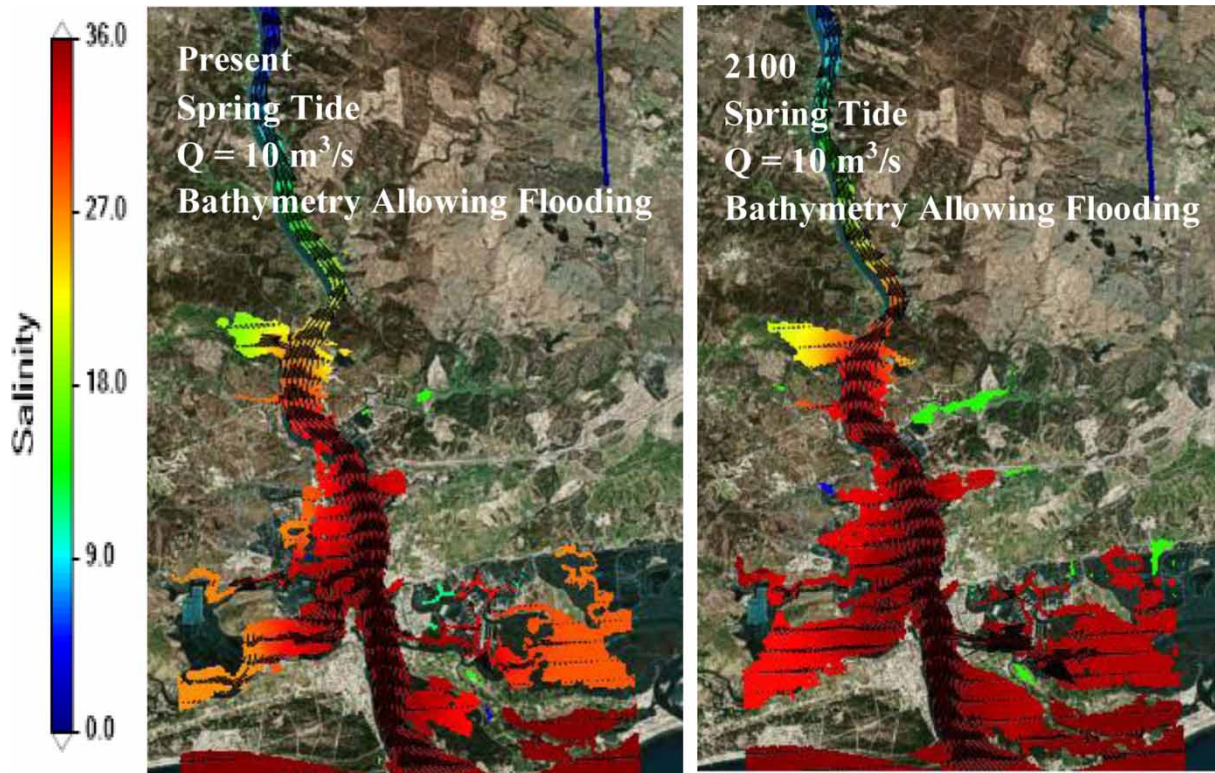 36.0
27.0
18.0
9.0
0.0
Salinity
Present
Spring Tide
Q = 10 m³/s
Bathymetry Allowing Flooding
2100
Spring Tide
Q = 10 m³/s
Bathymetry Allowing Flooding